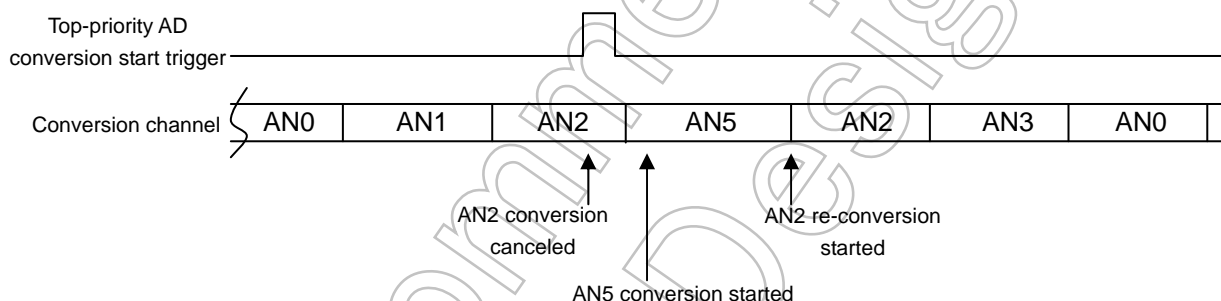 Top-priority AD
conversion start trigger
Conversion channel
AN0 AN1 AN2 AN5 AN2 AN3 AN0
AN2 conversion
canceled
AN2 re-conversion
started
AN5 conversion started